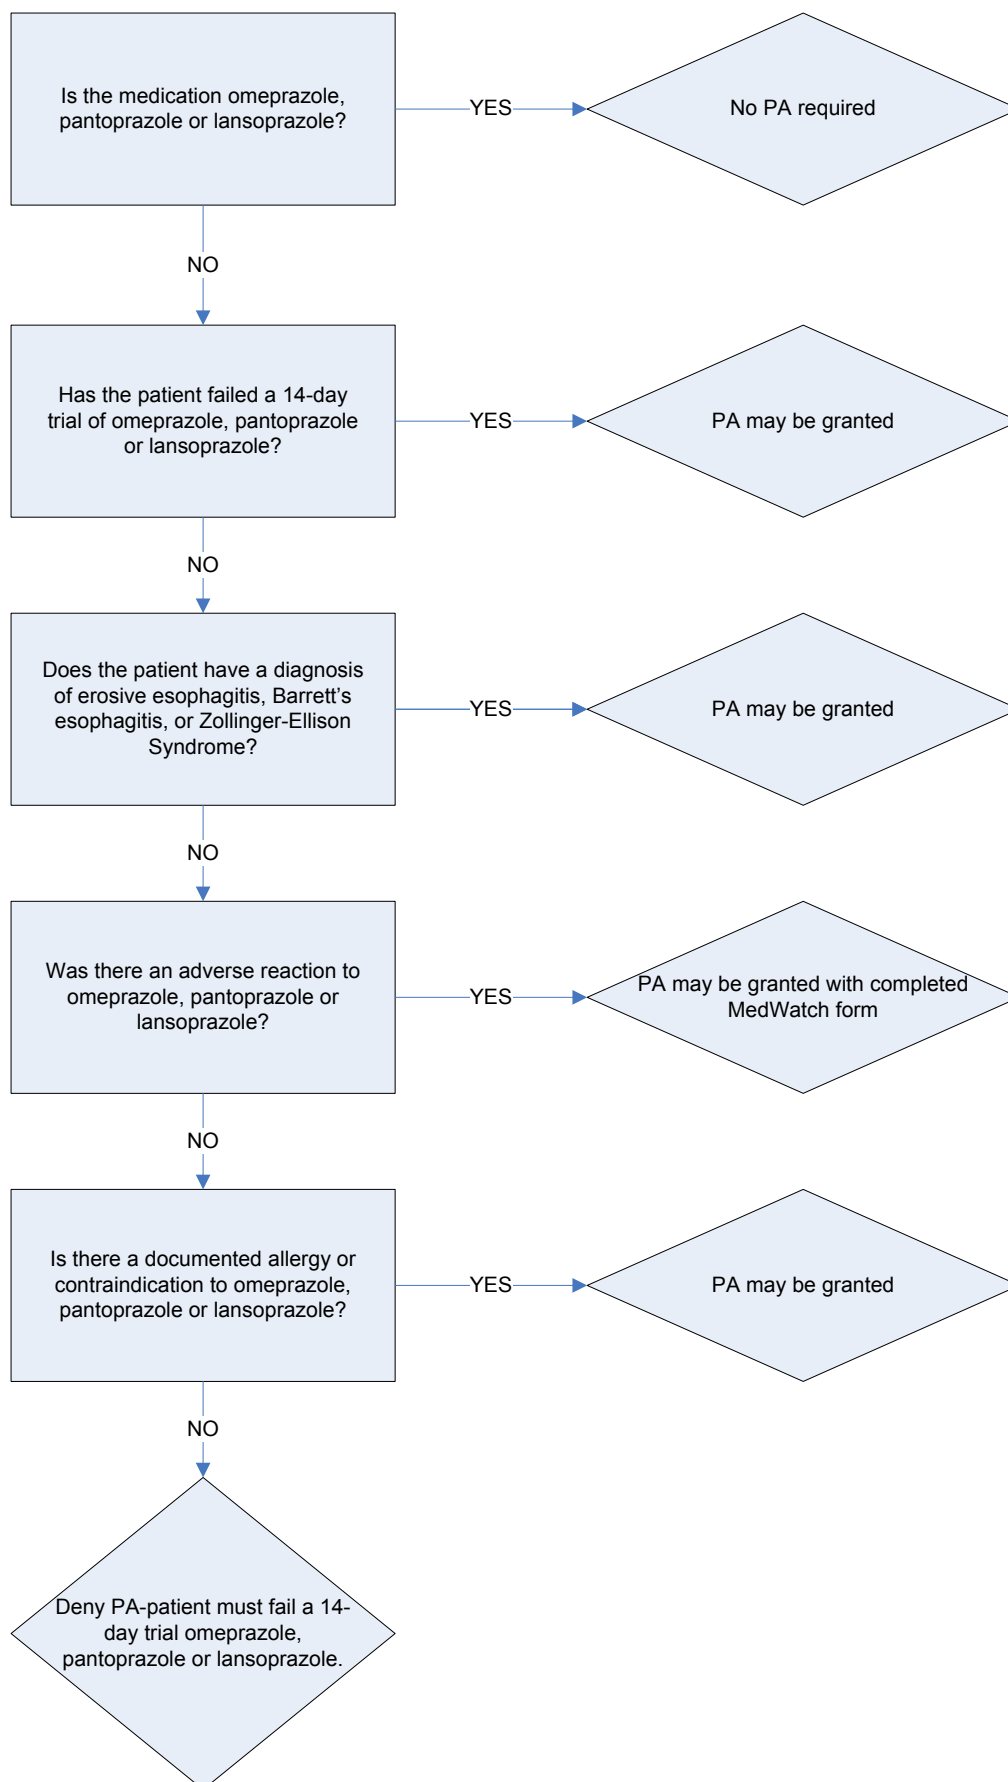 Is the medication omeprazole,
pantoprazole or lansoprazole?
YES
No PA required
NO
Has the patient failed a 14-day
trial of omeprazole, pantoprazole
or lansoprazole?
YES
PA may be granted
NO
Does the patient have a diagnosis
of erosive esophagitis, Barrett’s
esophagitis, or Zollinger-Ellison
Syndrome?
YES
PA may be granted
NO
Was there an adverse reaction to
omeprazole, pantoprazole or
lansoprazole?
YES
PA may be granted with completed
MedWatch form
NO
Is there a documented allergy or
contraindication to omeprazole,
pantoprazole or lansoprazole?
YES
PA may be granted
NO
Deny PA-patient must fail a 14-
day trial omeprazole,
pantoprazole or lansoprazole.